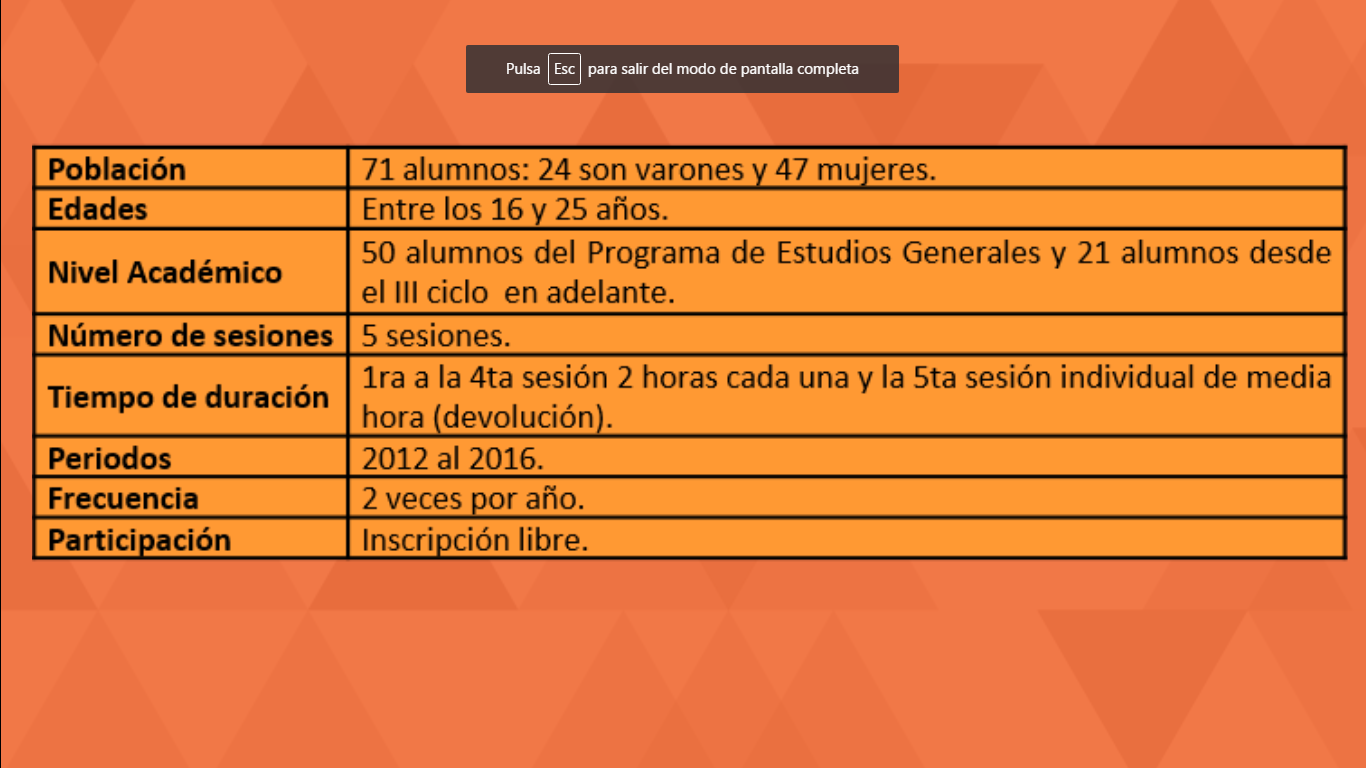 Pulsa Esc para salir del modo de pantalla completa
Población 71 alumnos: 24 son varones y 47 mujeres.
Edades Entre los 16 y 25 años.
Nivel Académico 50 alumnos del Programa de Estudios Generales y 21 alumnos desde
el III ciclo en adelante.
Número de sesiones 5 sesiones.
Tiempo de duración 1ra a la 4ta sesión 2 horas cada una y la 5ta sesión individual de media
hora (devolución).
Periodos 2012 al 2016.
Frecuencia 2 veces por año.
Participación Inscripción libre.